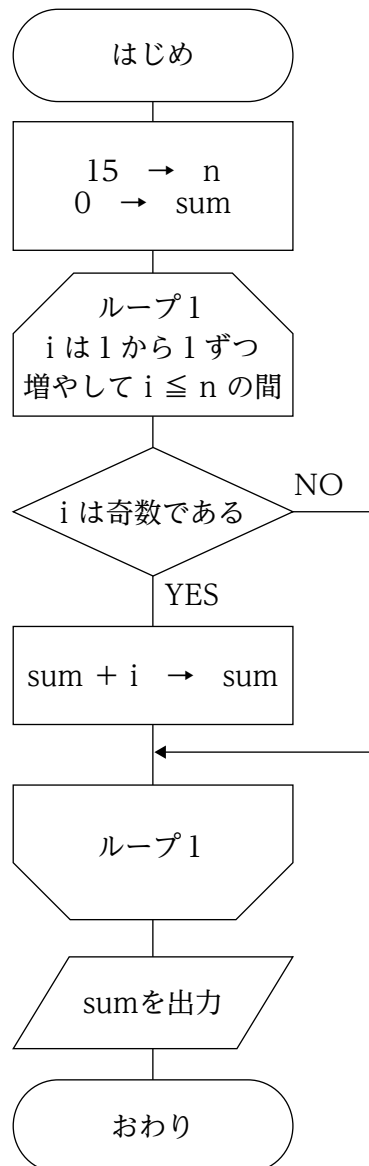 はじめ
15 → n
0 → sum
ループ1
i は 1 から 1 ずつ
増やして i ≦ n の間
i は奇数である
NO
YES
sum + i → sum
ループ1
sumを出力
おわり